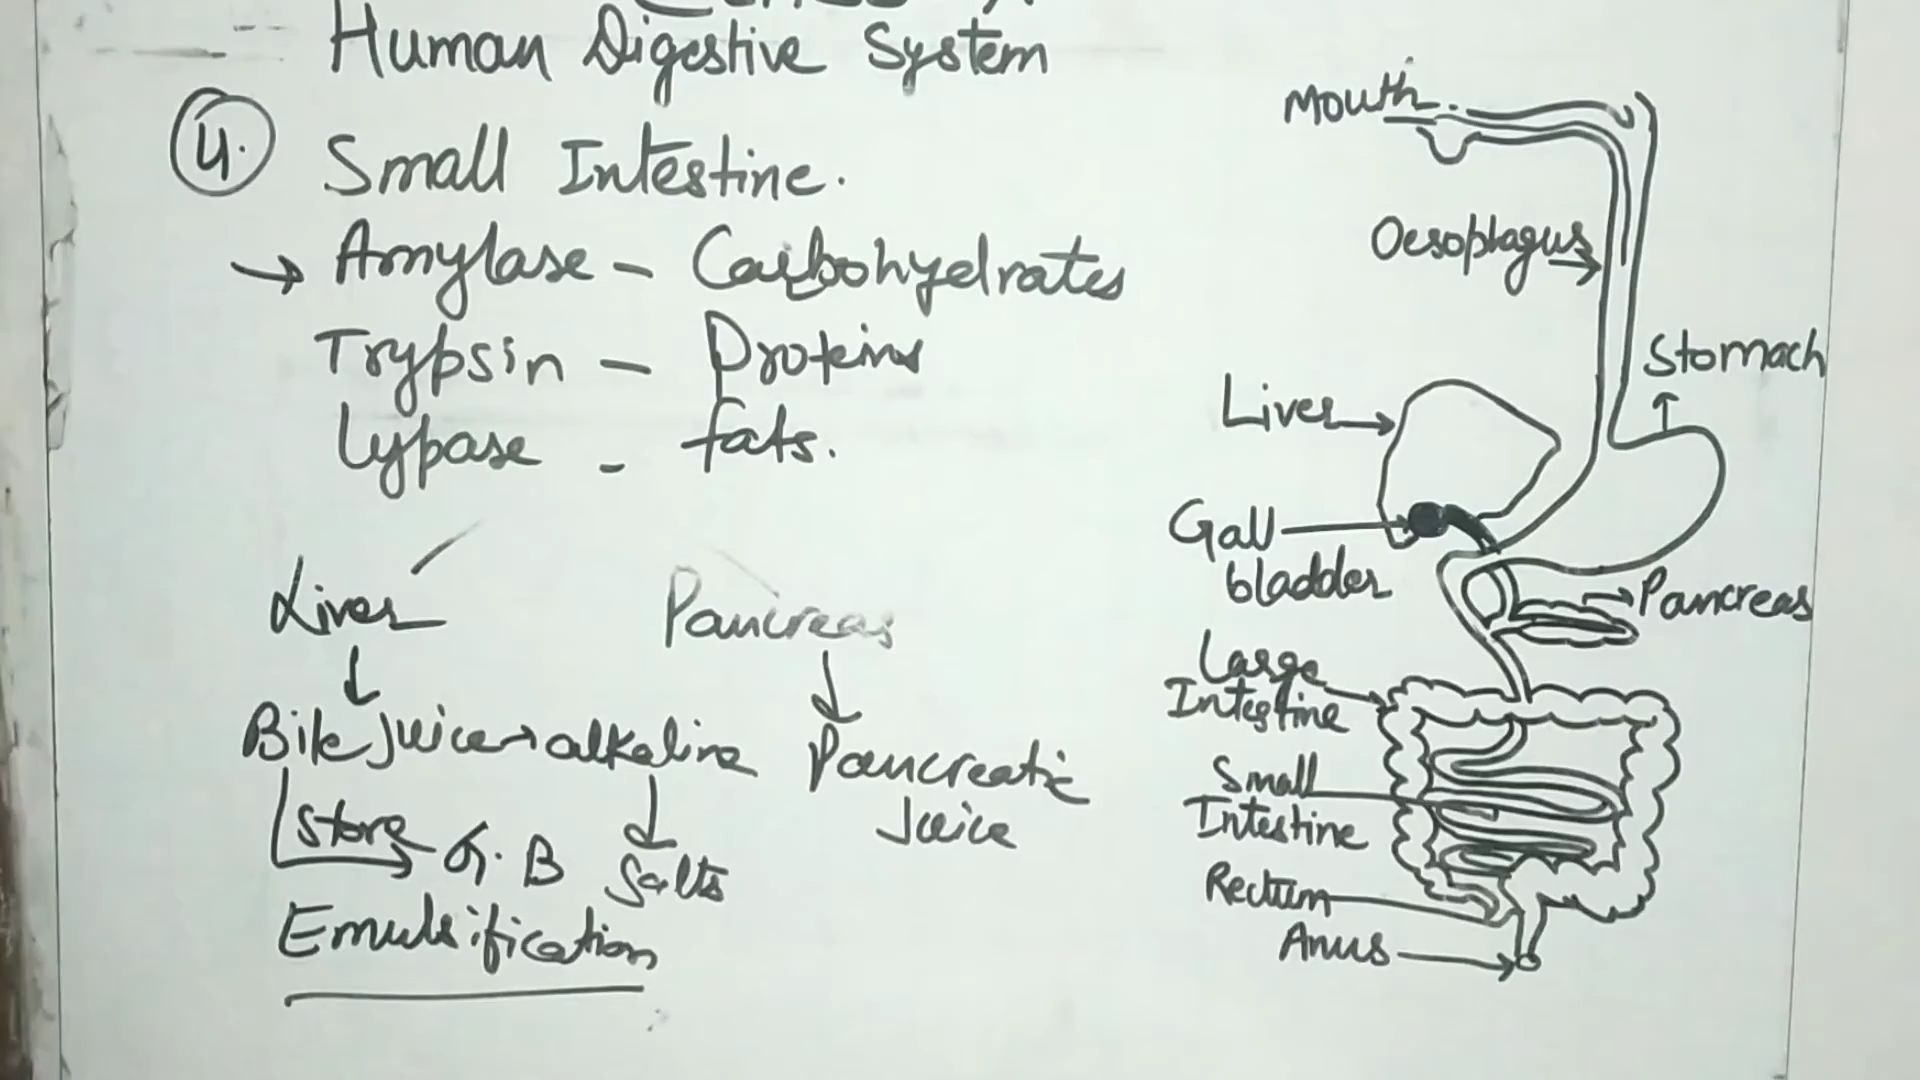 Human Digestive System
4.
Small Intestine.
→ Amylase - Carbohydrates
Trypsin - Proteins
Lypase - fats.
Liver
Pancreas
↓
↓
Bile juice → alkaline
Pancreatic
Juice
store → G.B
↓
Salts
Emulsification
Mouth
Oesophagus
Stomach
Liver
Gall
bladder
Pancreas
Large
Intestine
Small
Intestine
Rectum
Anus